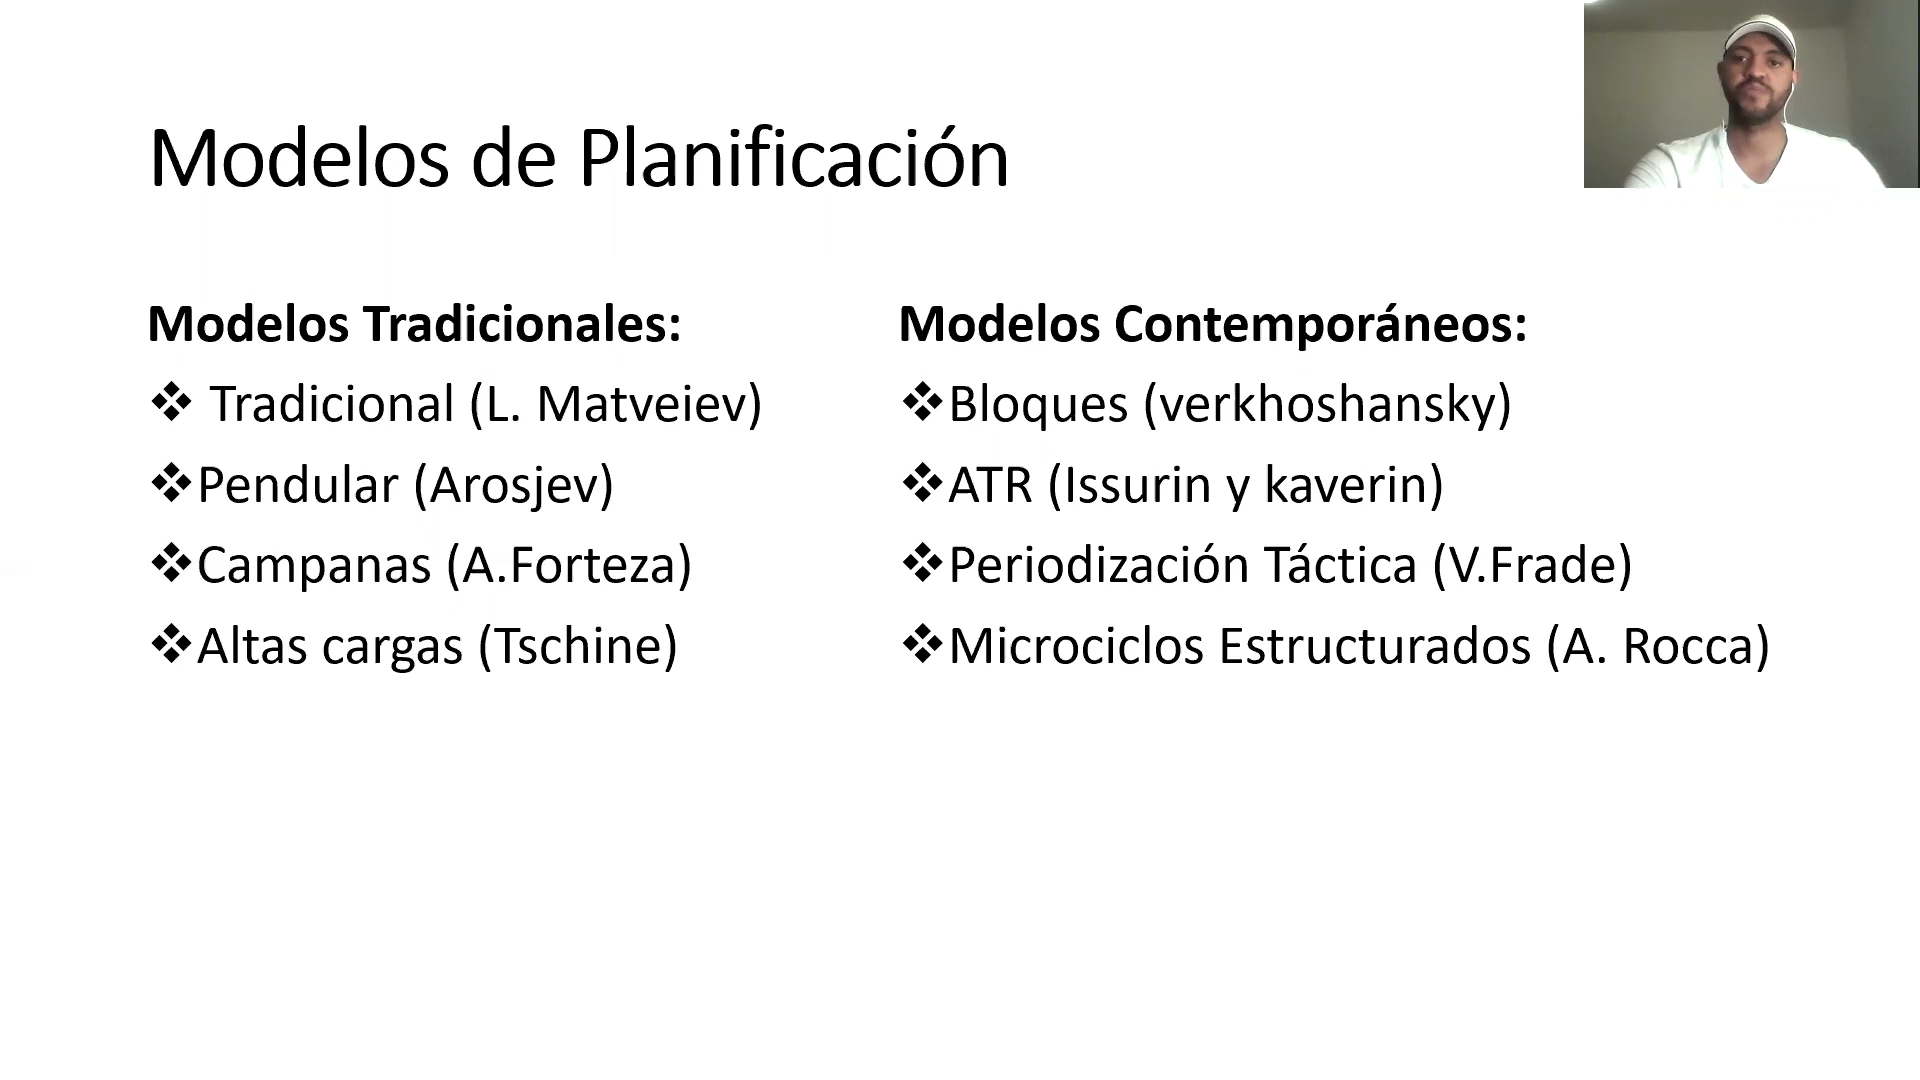 Modelos de Planificación
Modelos Tradicionales:
Tradicional (L. Matveiev)
Pendular (Arosjev)
Campanas (A.Forteza)
Altas cargas (Tschine)
Modelos Contemporáneos:
Bloques (verkhoshansky)
ATR (Issurin y kaverin)
Periodización Táctica (V.Frade)
Microciclos Estructurados (A. Rocca)